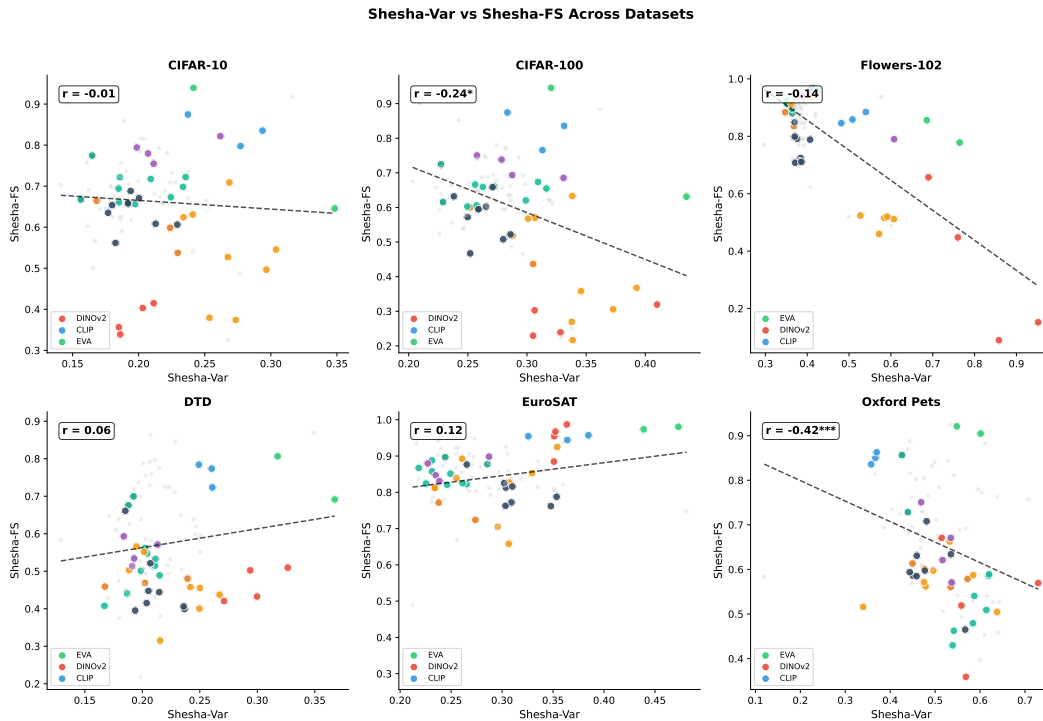 Shesha-Var vs Shesha-FS Across Datasets
CIFAR-10
r = -0.01
Shesha-FS
0.9
0.8
0.7
0.6
0.5
0.4
0.3
DINOv2
CLIP
EVA
0.15 0.20 0.25 0.30 0.35
Shesha-Var
CIFAR-100
r = -0.24*
Shesha-FS
0.9
0.8
0.7
0.6
0.5
0.4
0.3
0.2
DINOv2
CLIP
EVA
0.20 0.25 0.30 0.35 0.40
Shesha-Var
Flowers-102
r = -0.14
Shesha-FS
1.0
0.8
0.6
0.4
0.2
EVA
DINOv2
CLIP
0.3 0.4 0.5 0.6 0.7 0.8 0.9
Shesha-Var
DTD
r = 0.06
Shesha-FS
0.9
0.8
0.7
0.6
0.5
0.4
0.3
0.2
EVA
DINOv2
CLIP
0.15 0.20 0.25 0.30 0.35
Shesha-Var
EuroSAT
r = 0.12
Shesha-FS
1.0
0.9
0.8
0.7
0.6
0.5
0.4
0.3
EVA
DINOv2
CLIP
0.20 0.25 0.30 0.35 0.40 0.45
Shesha-Var
Oxford Pets
r = -0.42***
Shesha-FS
0.9
0.8
0.7
0.6
0.5
0.4
EVA
DINOv2
CLIP
0.1 0.2 0.3 0.4 0.5 0.6 0.7
Shesha-Var